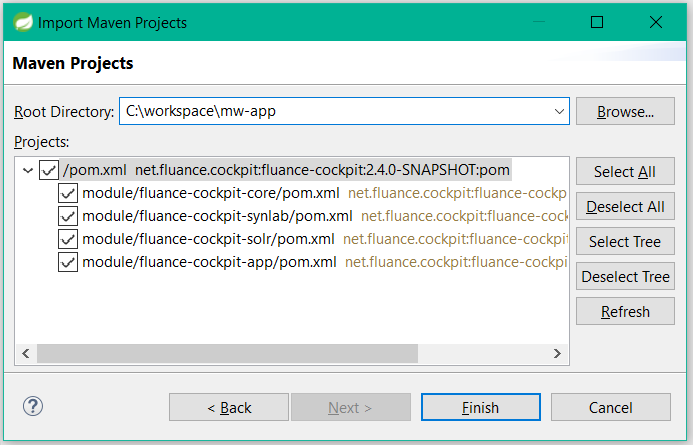 Import Maven Projects
Maven Projects
Root Directory: C:\workspace\mw-app Browse...
Projects:
/pom.xml net.fluance.cockpit:fluance-cockpit:2.4.0-SNAPSHOT:pom
module/fluance-cockpit-core/pom.xml net.fluance.cockpit:fluance-cockp
module/fluance-cockpit-synlab/pom.xml net.fluance.cockpit:fluance-coc
module/fluance-cockpit-solr/pom.xml net.fluance.cockpit:fluance-cockpit
module/fluance-cockpit-app/pom.xml net.fluance.cockpit:fluance-cockpi
Select All
Deselect All
Select Tree
Deselect Tree
Refresh
< Back Next > Finish Cancel